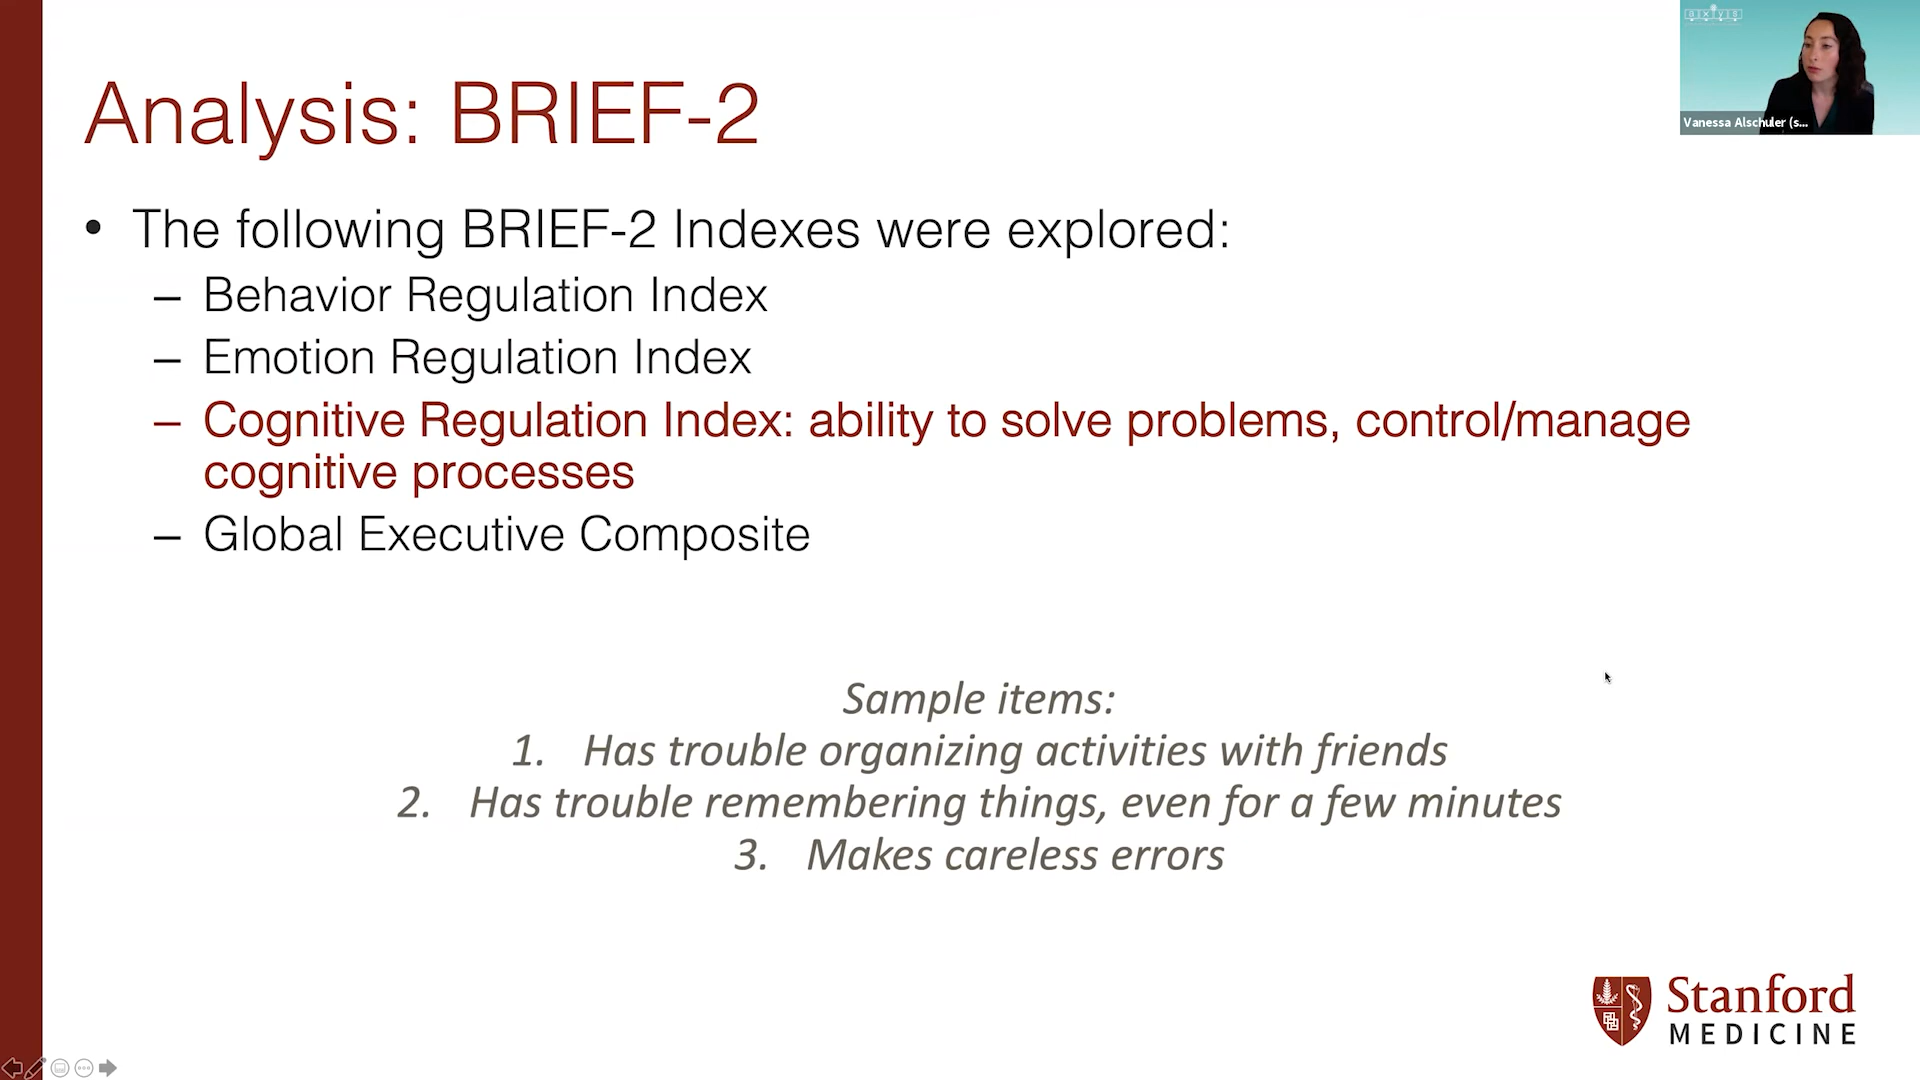 Analysis: BRIEF-2
axys
Vanessa Alschuler (s...
• The following BRIEF-2 Indexes were explored:
– Behavior Regulation Index
– Emotion Regulation Index
– Cognitive Regulation Index: ability to solve problems, control/manage
cognitive processes
– Global Executive Composite
Sample items:
1. Has trouble organizing activities with friends
2. Has trouble remembering things, even for a few minutes
3. Makes careless errors
Stanford
MEDICINE